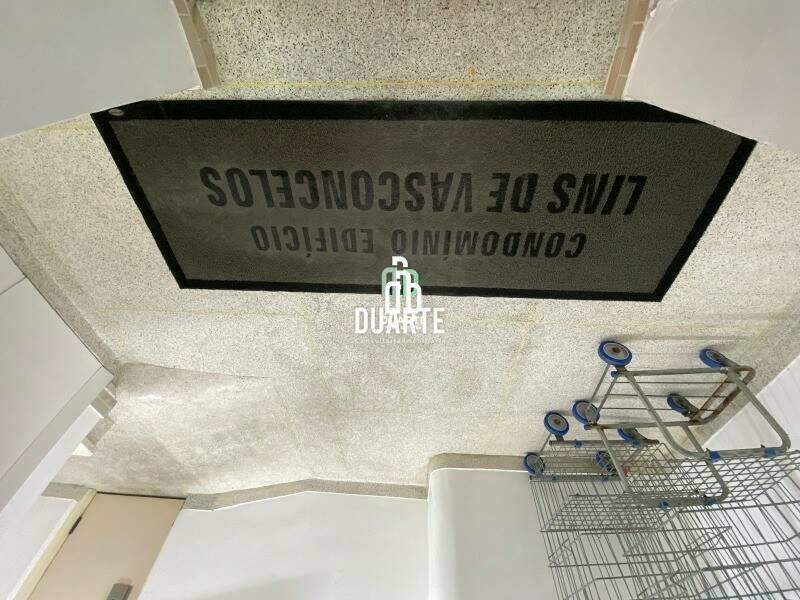 CONDOMÍNIO EDIFÍCIO
LINS DE VASCONCELOS
DUARTE